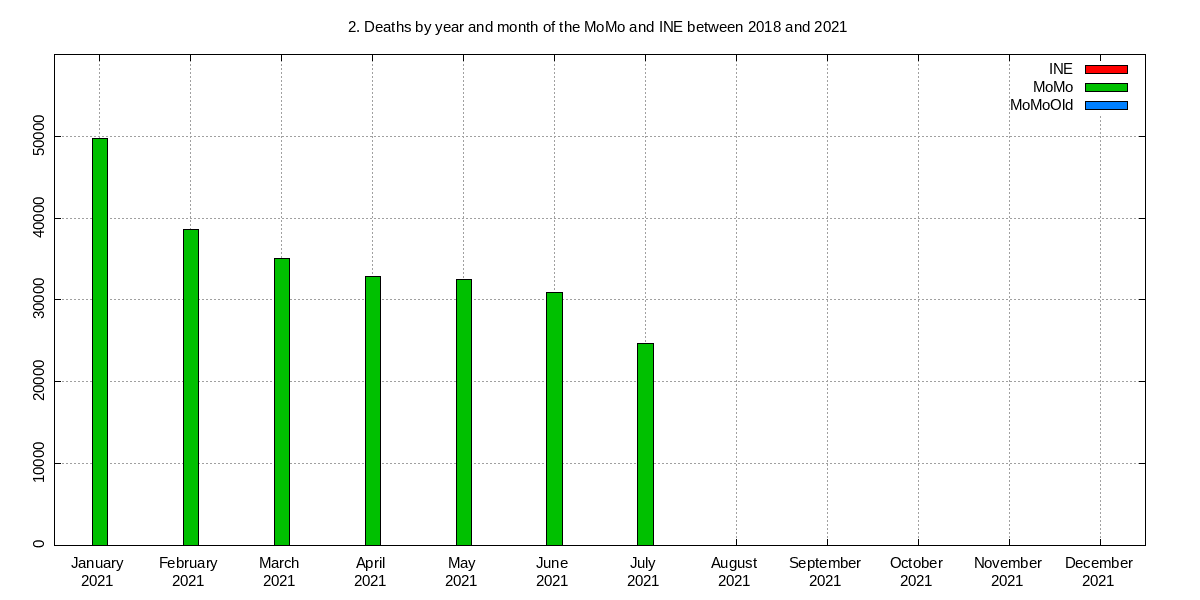 2. Deaths by year and month of the MoMo and INE between 2018 and 2021
INE
MoMo
MoMoOld
50000
40000
30000
20000
10000
0
January February March April May June July August September October November December
2021 2021 2021 2021 2021 2021 2021 2021 2021 2021 2021 2021